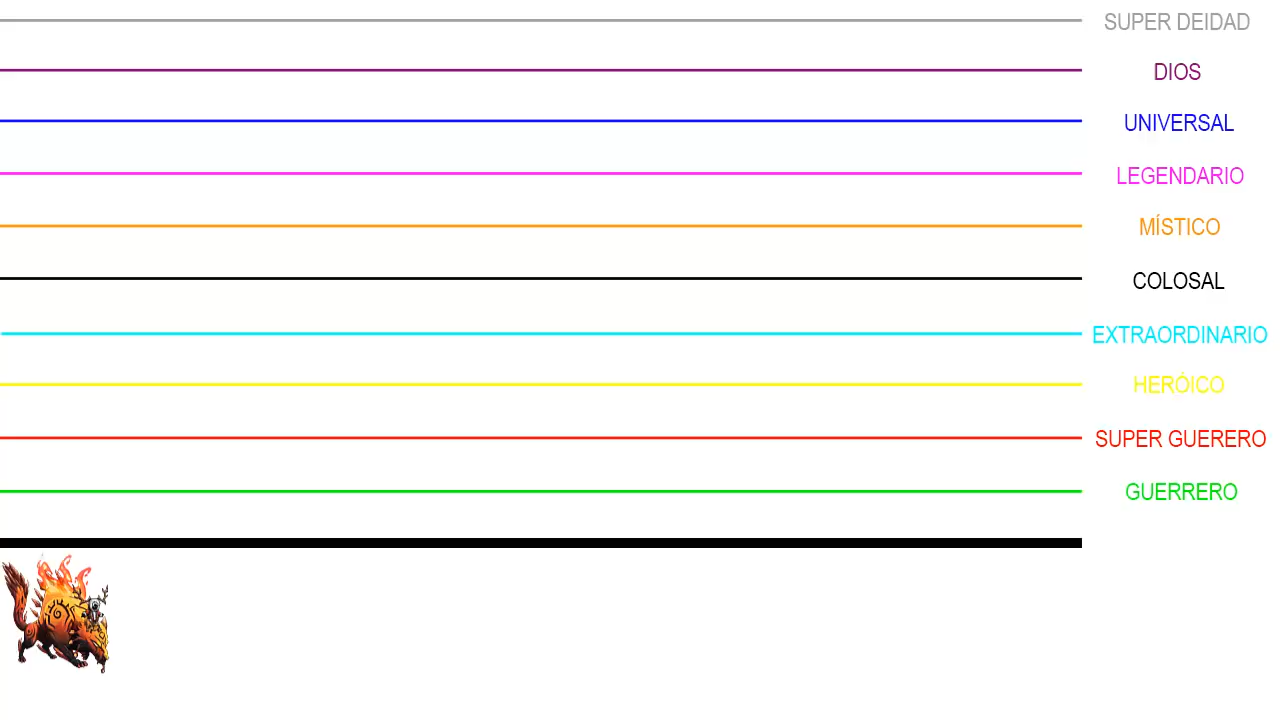 SUPER DEIDAD
DIOS
UNIVERSAL
LEGENDARIO
MÍSTICO
COLOSAL
EXTRAORDINARIO
HERÓICO
SUPER GUERERO
GUERRERO